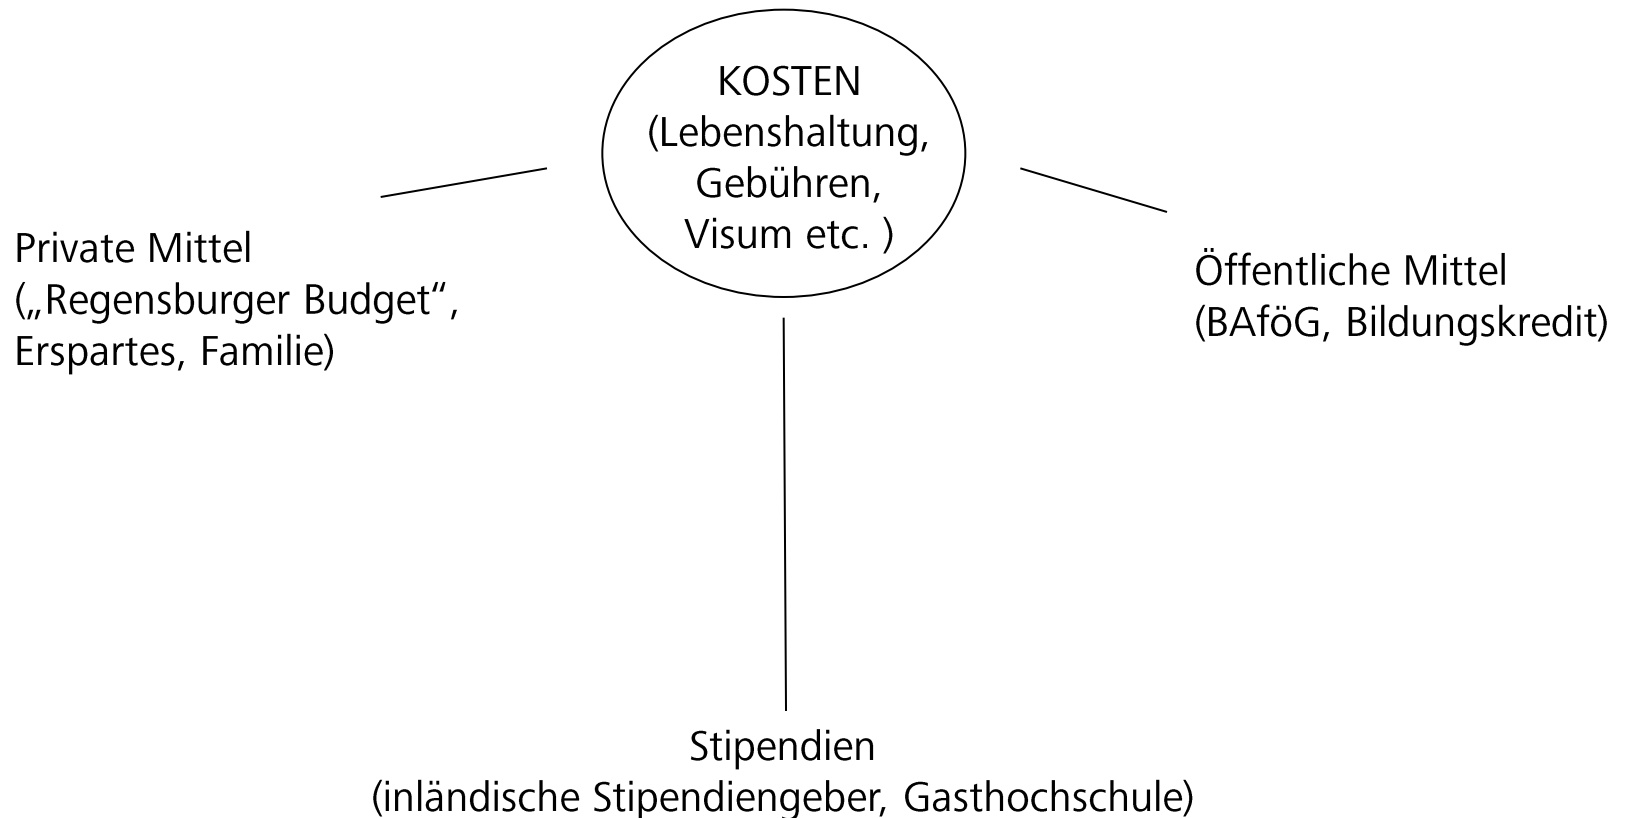 KOSTEN
(Lebenshaltung,
Gebühren,
Visum etc. )
Private Mittel
(„Regensburger Budget“,
Erspartes, Familie)
Öffentliche Mittel
(BAföG, Bildungskredit)
Stipendien
(inländische Stipendiengeber, Gasthochschule)